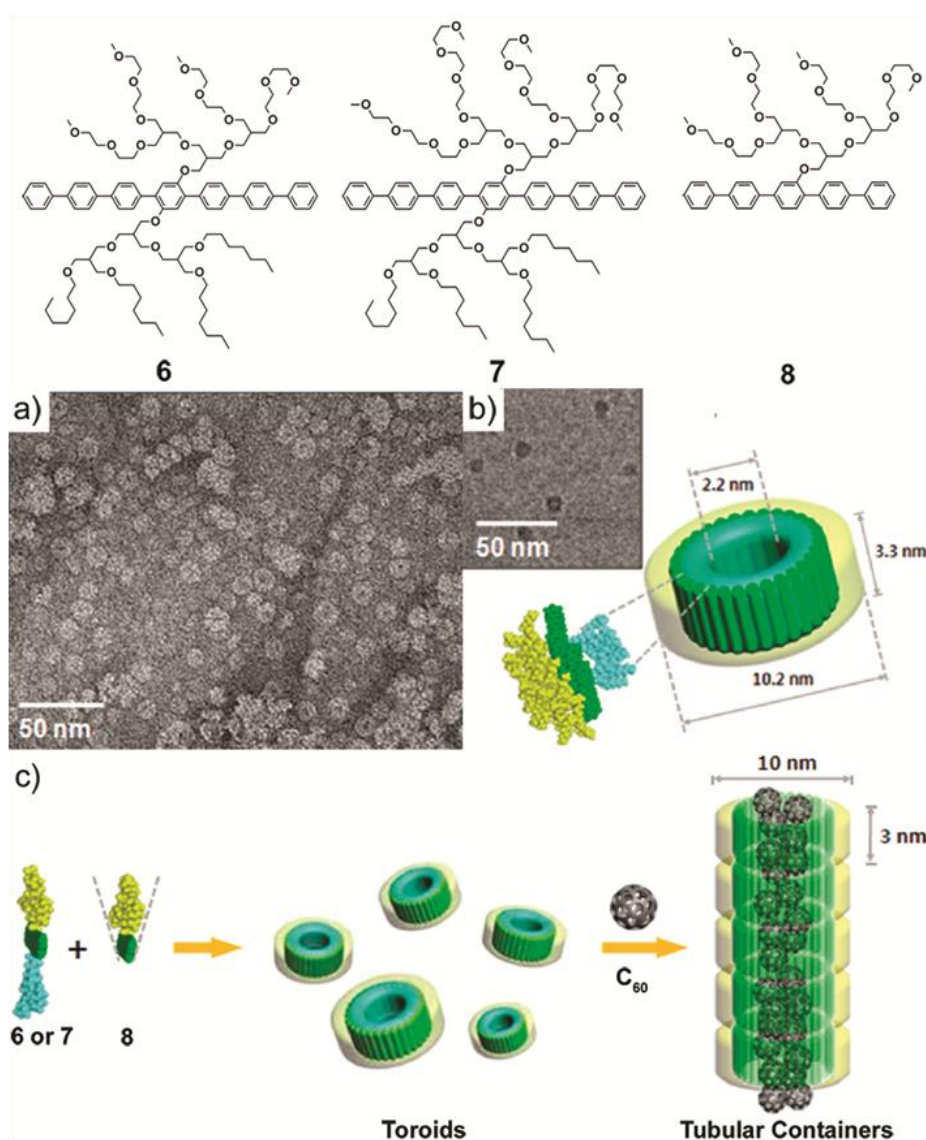 6
7
8
a)
50 nm
b)
50 nm
2.2 nm
3.3 nm
10.2 nm
c)
6 or 7
+
8
C60
10 nm
3 nm
Toroids
Tubular Containers